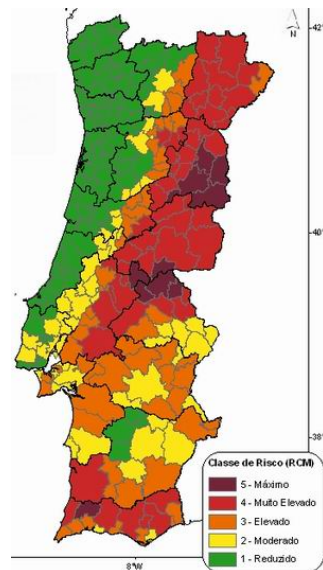 N
42°
40°
38°
8°W
Classe de Risco (RCM)
5 - Máximo
4 - Muito Elevado
3 - Elevado
2 - Moderado
1 - Reduzido